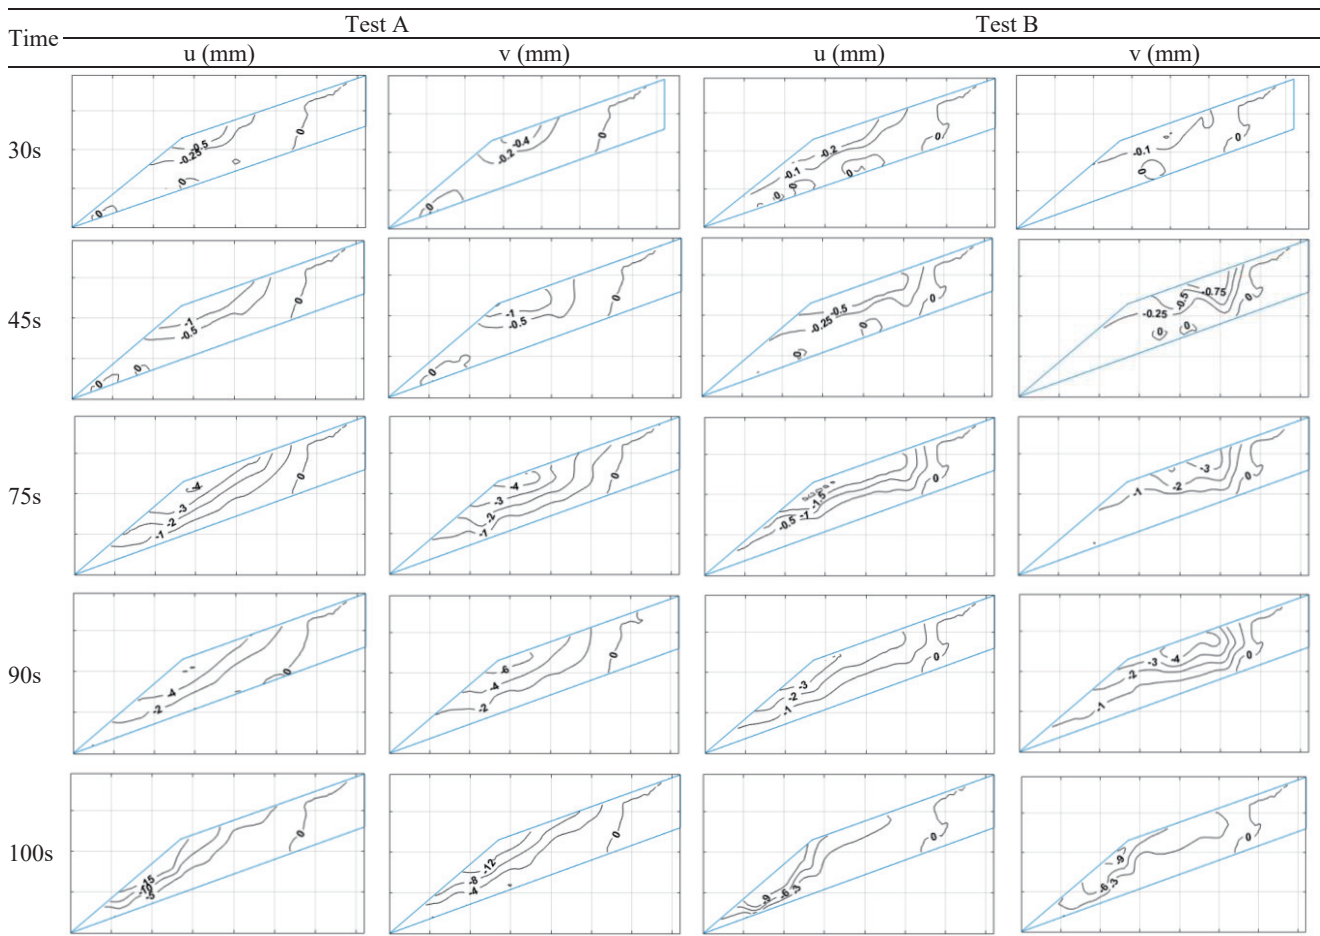 Test A Test B
Time
u (mm) v (mm) u (mm) v (mm)
30s
-0.5 -0.25 0 0 0
-0.4 -0.2 0 0
-0.2 -0.1 0 0 0 0
-0.1 0 0
45s
-1 -0.5 0 0 0
-1 -0.5 0 0
-0.5 -0.25 0 0 0
-0.75 -0.5 -0.25 0 0 0
75s
-4 -3 -2 -1 0
-4 -3 -2 -1 0
-1.5 -1 -0.5 0
-3 -2 -1 0
90s
-4 -2 0
-6 -4 -2 0
-3 -2 -1 0
-4 -3 -2 -1 0
100s
-15 0
-12 -8 -4 0
-9 -6 -3 0
-9 -6 -3 0